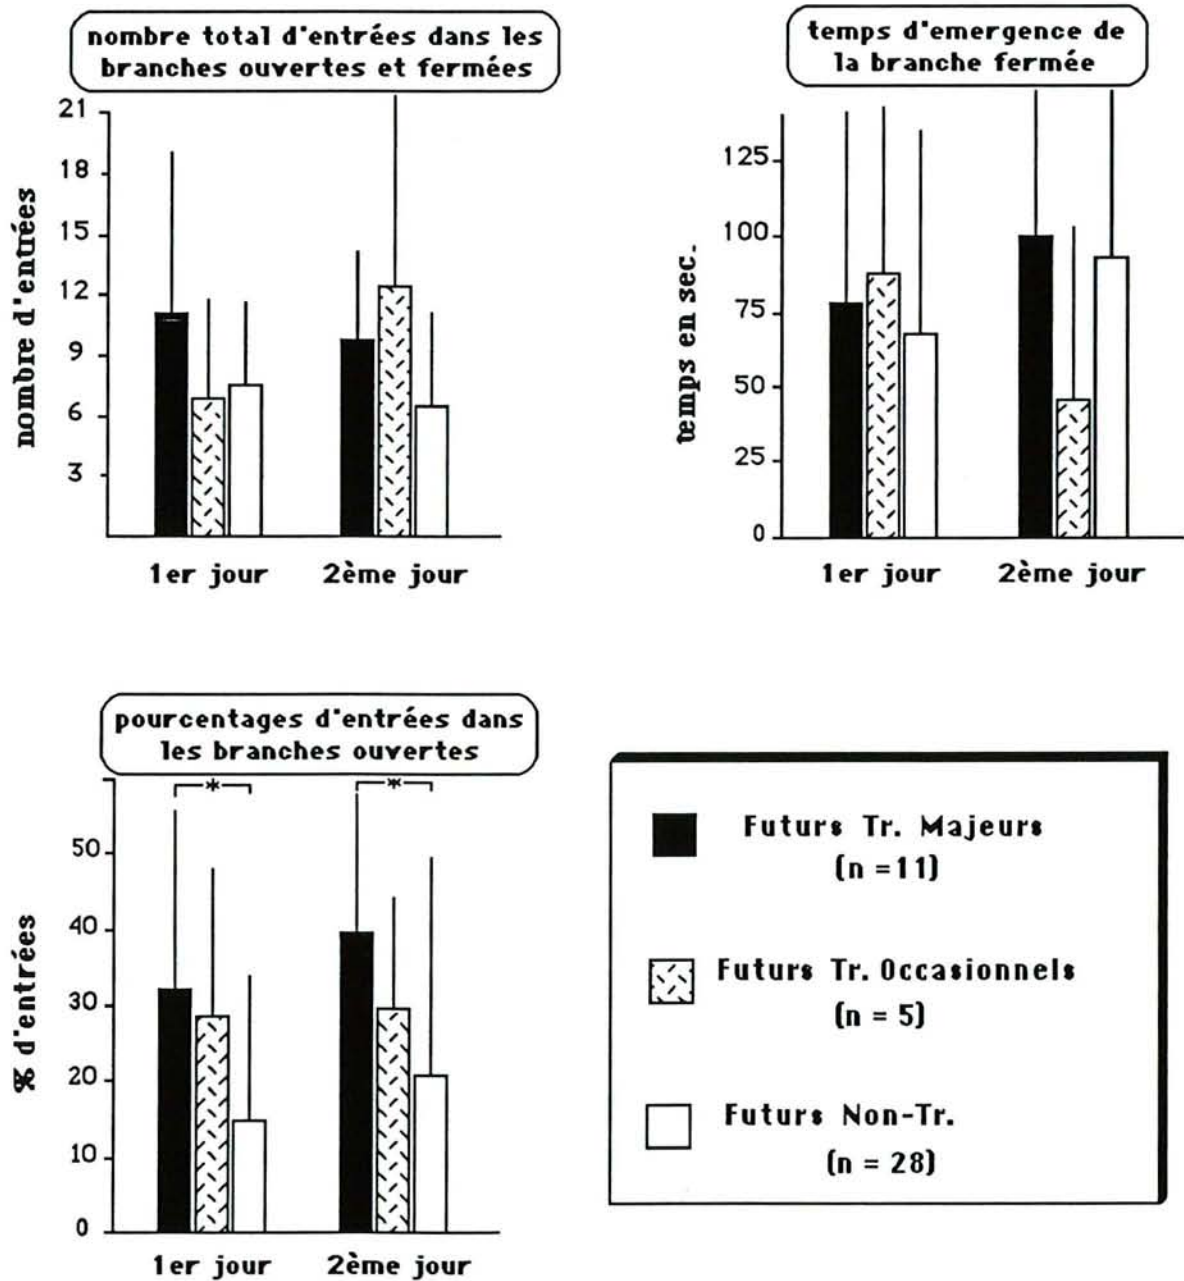 nombre total d'entrées dans les
branches ouvertes et fermées
nombre d'entrées
21
18
15
12
9
6
3
1er jour
2ème jour
temps d'emergence de
la branche fermée
temps en sec.
125
100
75
50
25
0
1er jour
2ème jour
pourcentages d'entrées dans
les branches ouvertes
% d'entrées
*
*
50
40
30
20
10
0
1er jour
2ème jour
Futurs Tr. Majeurs
(n =11)
Futurs Tr. Occasionnels
(n = 5)
Futurs Non-Tr.
(n = 28)